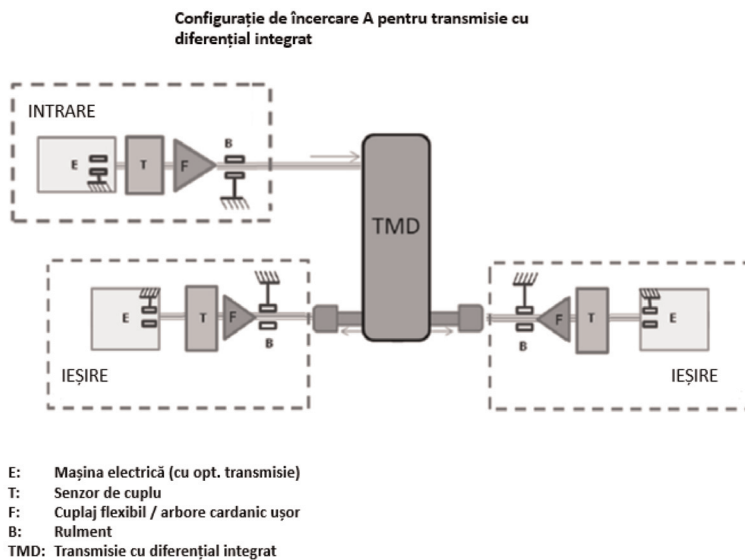 Configurație de încercare A pentru transmisie cu
diferențial integrat
INTRARE
B
E
T
F
TMD
E
T
F
B
IEȘIRE
B
F
T
E
IEȘIRE
E: Mașina electrică (cu opt. transmisie)
T: Senzor de cuplu
F: Cuplaj flexibil / arbore cardanic ușor
B: Rulment
TMD: Transmisie cu diferențial integrat